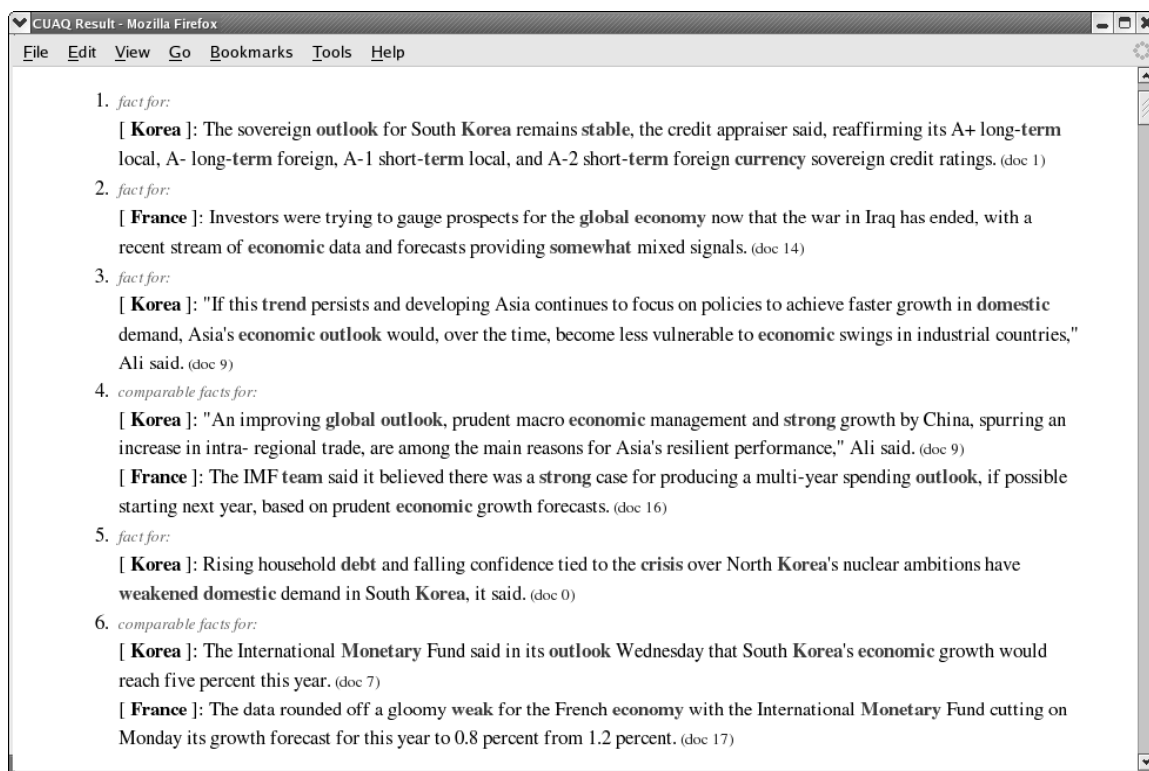 CUAQ Result - Mozilla Firefox
File Edit View Go Bookmarks Tools Help
1. fact for:
[ Korea ]: The sovereign outlook for South Korea remains stable, the credit appraiser said, reaffirming its A+ long-term
local, A- long-term foreign, A-1 short-term local, and A-2 short-term foreign currency sovereign credit ratings. (doc 1)
2. fact for:
[ France ]: Investors were trying to gauge prospects for the global economy now that the war in Iraq has ended, with a
recent stream of economic data and forecasts providing somewhat mixed signals. (doc 14)
3. fact for:
[ Korea ]: "If this trend persists and developing Asia continues to focus on policies to achieve faster growth in domestic
demand, Asia's economic outlook would, over the time, become less vulnerable to economic swings in industrial countries,"
Ali said. (doc 9)
4. comparable facts for:
[ Korea ]: "An improving global outlook, prudent macro economic management and strong growth by China, spurring an
increase in intra- regional trade, are among the main reasons for Asia's resilient performance," Ali said. (doc 9)
[ France ]: The IMF team said it believed there was a strong case for producing a multi-year spending outlook, if possible
starting next year, based on prudent economic growth forecasts. (doc 16)
5. fact for:
[ Korea ]: Rising household debt and falling confidence tied to the crisis over North Korea's nuclear ambitions have
weakened domestic demand in South Korea, it said. (doc 0)
6. comparable facts for:
[ Korea ]: The International Monetary Fund said in its outlook Wednesday that South Korea's economic growth would
reach five percent this year. (doc 7)
[ France ]: The data rounded off a gloomy weak for the French economy with the International Monetary Fund cutting on
Monday its growth forecast for this year to 0.8 percent from 1.2 percent. (doc 17)